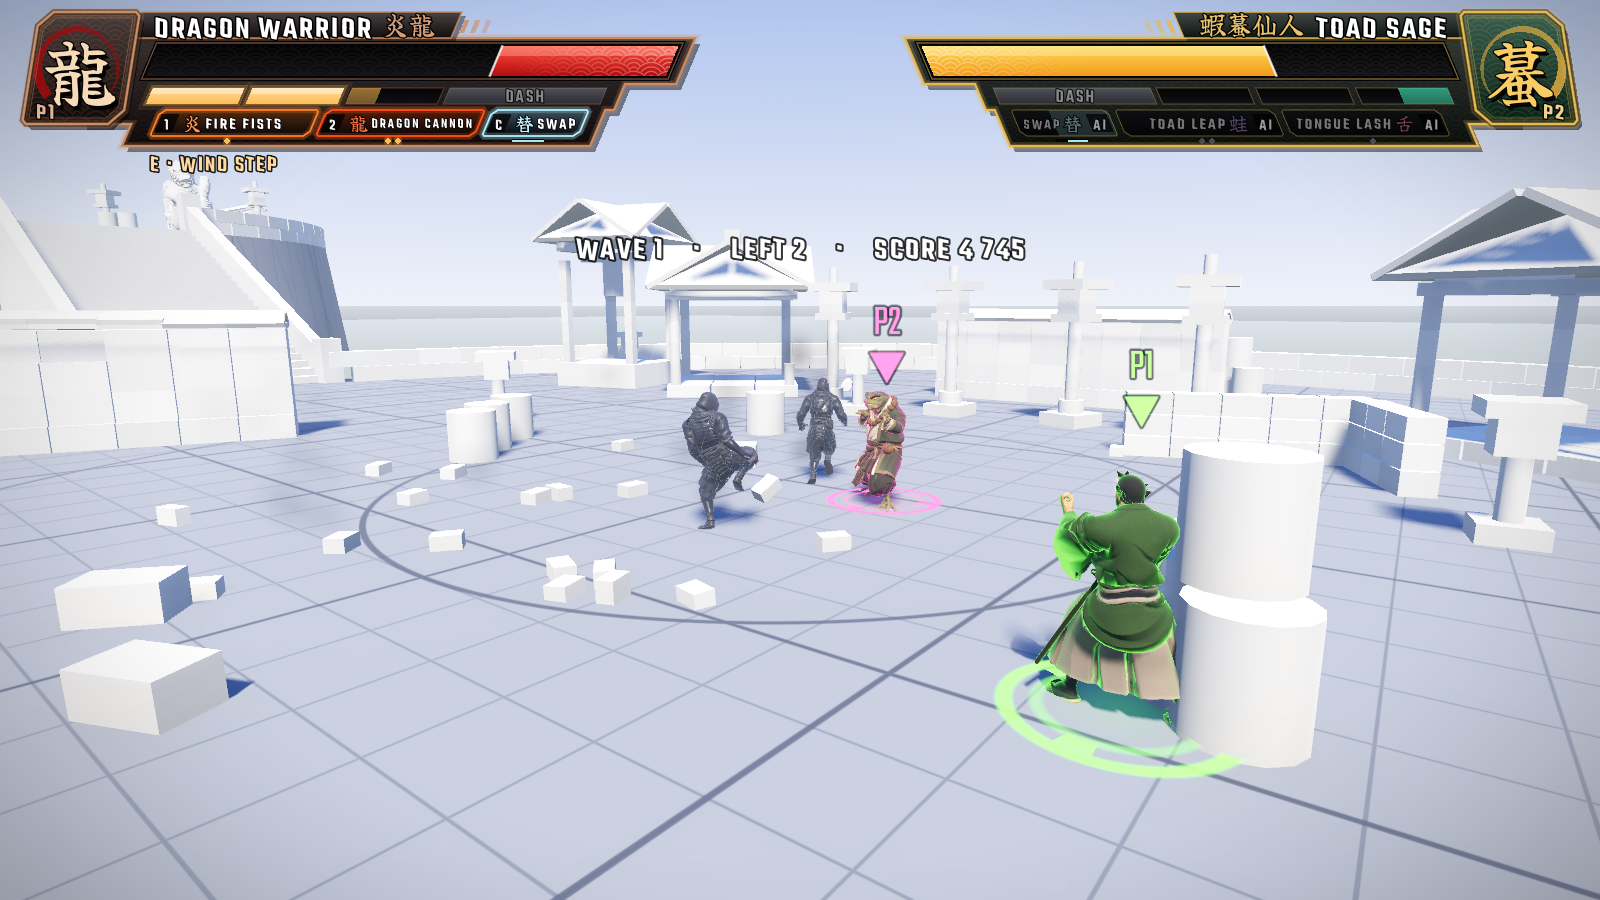 DRAGON WARRIOR 炎龍
龍
P1
DASH
1 炎 FIRE FISTS
2 龍 DRAGON CANNON
C 替 SWAP
E · WIND STEP
蝦蟇仙人 TOAD SAGE
蟇
P2
DASH
SWAP 替 AI
TOAD LEAP 蛙 AI
TONGUE LASH 舌 AI
WAVE 1 · LEFT 2 · SCORE 4 745
P2
P1